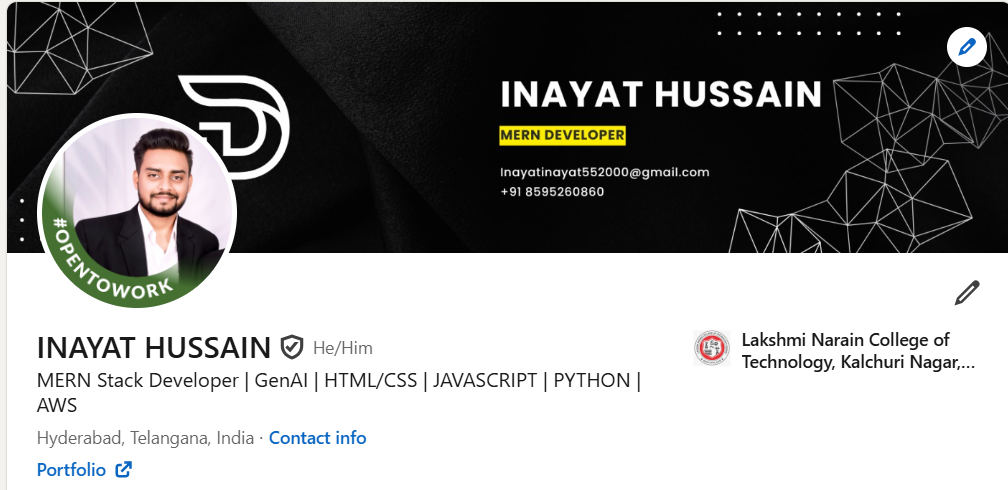 INAYAT HUSSAIN
MERN DEVELOPER
Inayatinayat552000@gmail.com
+91 8595260860
#OPENTOWORK
INAYAT HUSSAIN He/Him
MERN Stack Developer | GenAI | HTML/CSS | JAVASCRIPT | PYTHON |
AWS
Hyderabad, Telangana, India · Contact info
Portfolio
Lakshmi Narain College of
Technology, Kalchuri Nagar,...